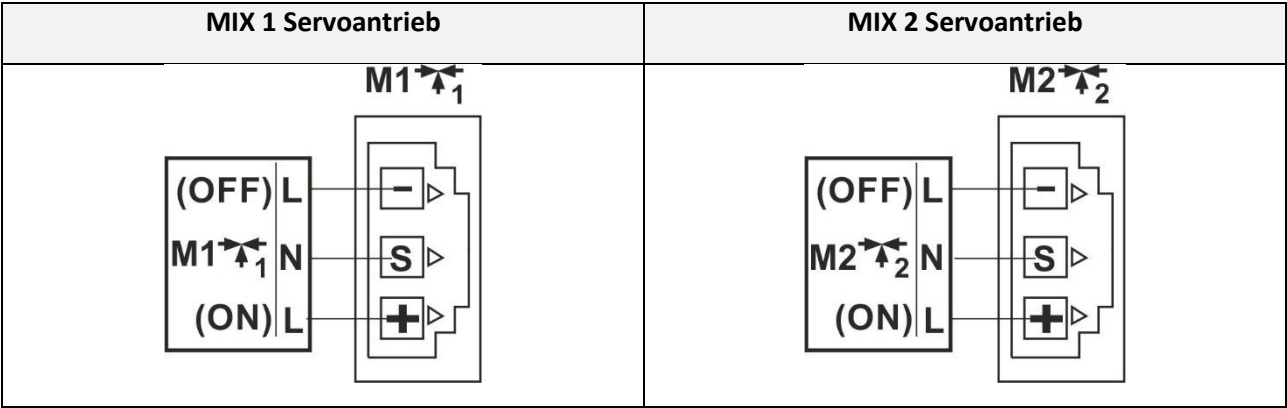 MIX 1 Servoantrieb
MIX 2 Servoantrieb
M1 1
(OFF) L -
M1 1 N S
(ON) L +
M2 2
(OFF) L -
M2 2 N S
(ON) L +